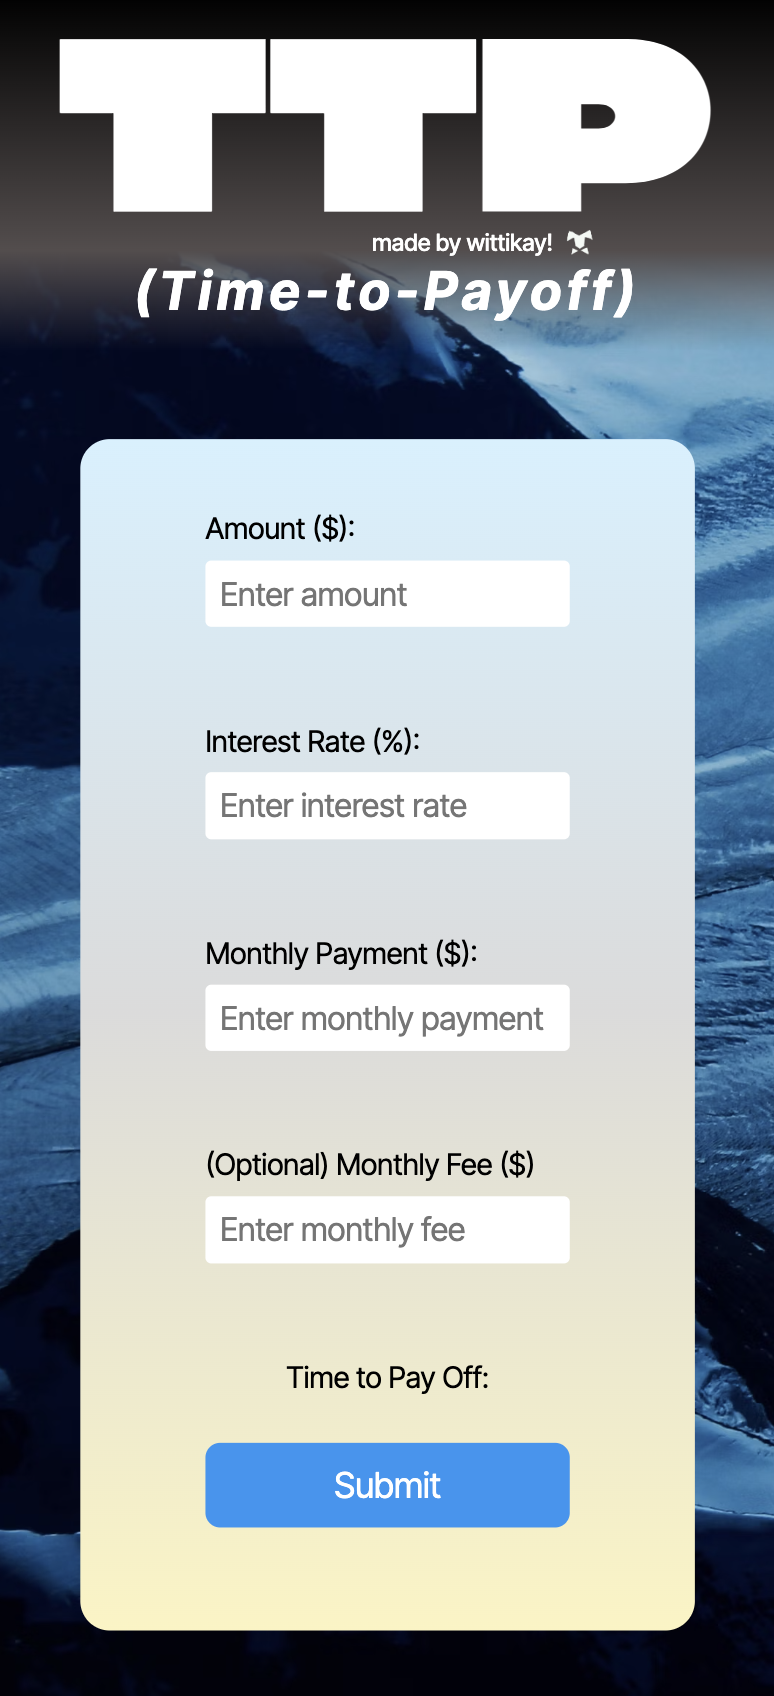 TTP
made by wittikay!
(Time-to-Payoff)
Amount ($):
Enter amount
Interest Rate (%):
Enter interest rate
Monthly Payment ($):
Enter monthly payment
(Optional) Monthly Fee ($)
Enter monthly fee
Time to Pay Off:
Submit